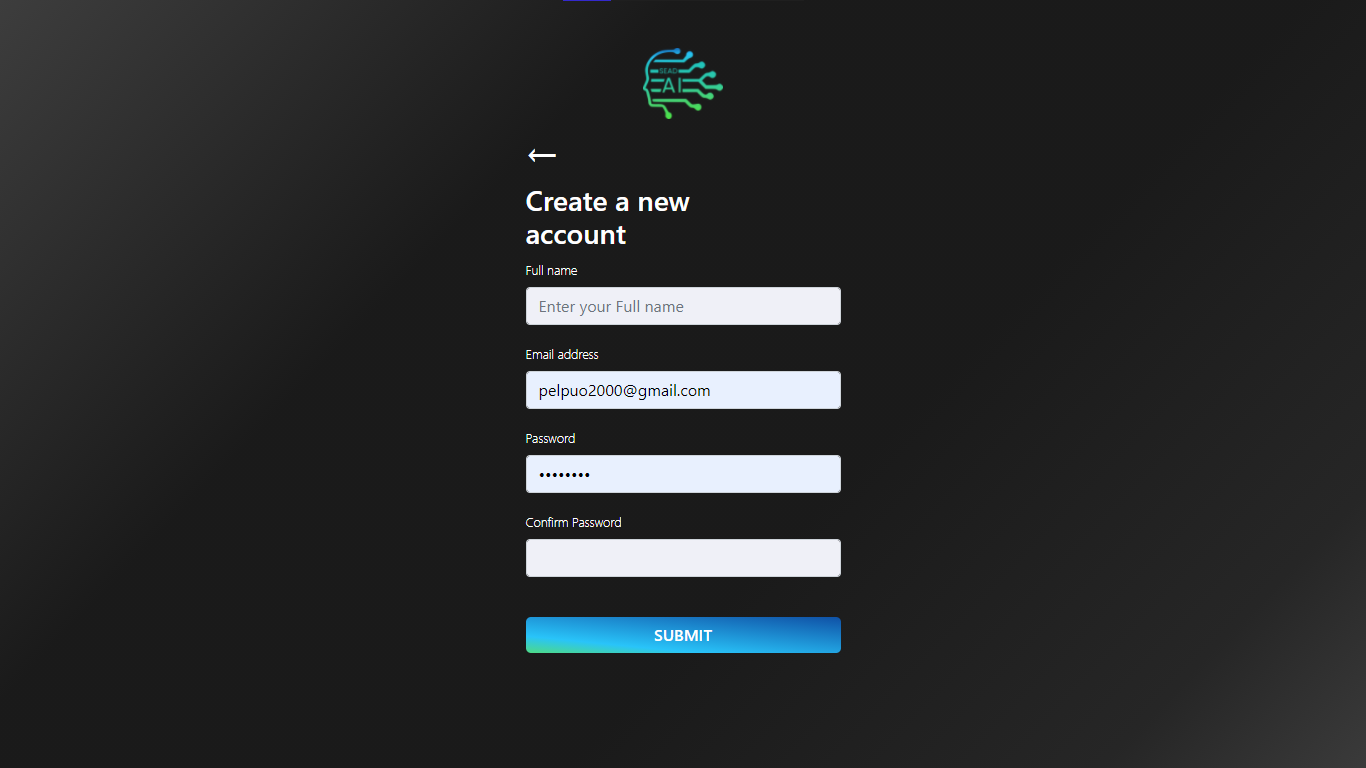 SEAD
AI
Create a new
account
Full name
Enter your Full name
Email address
pelpuo2000@gmail.com
Password
••••••••
Confirm Password
SUBMIT